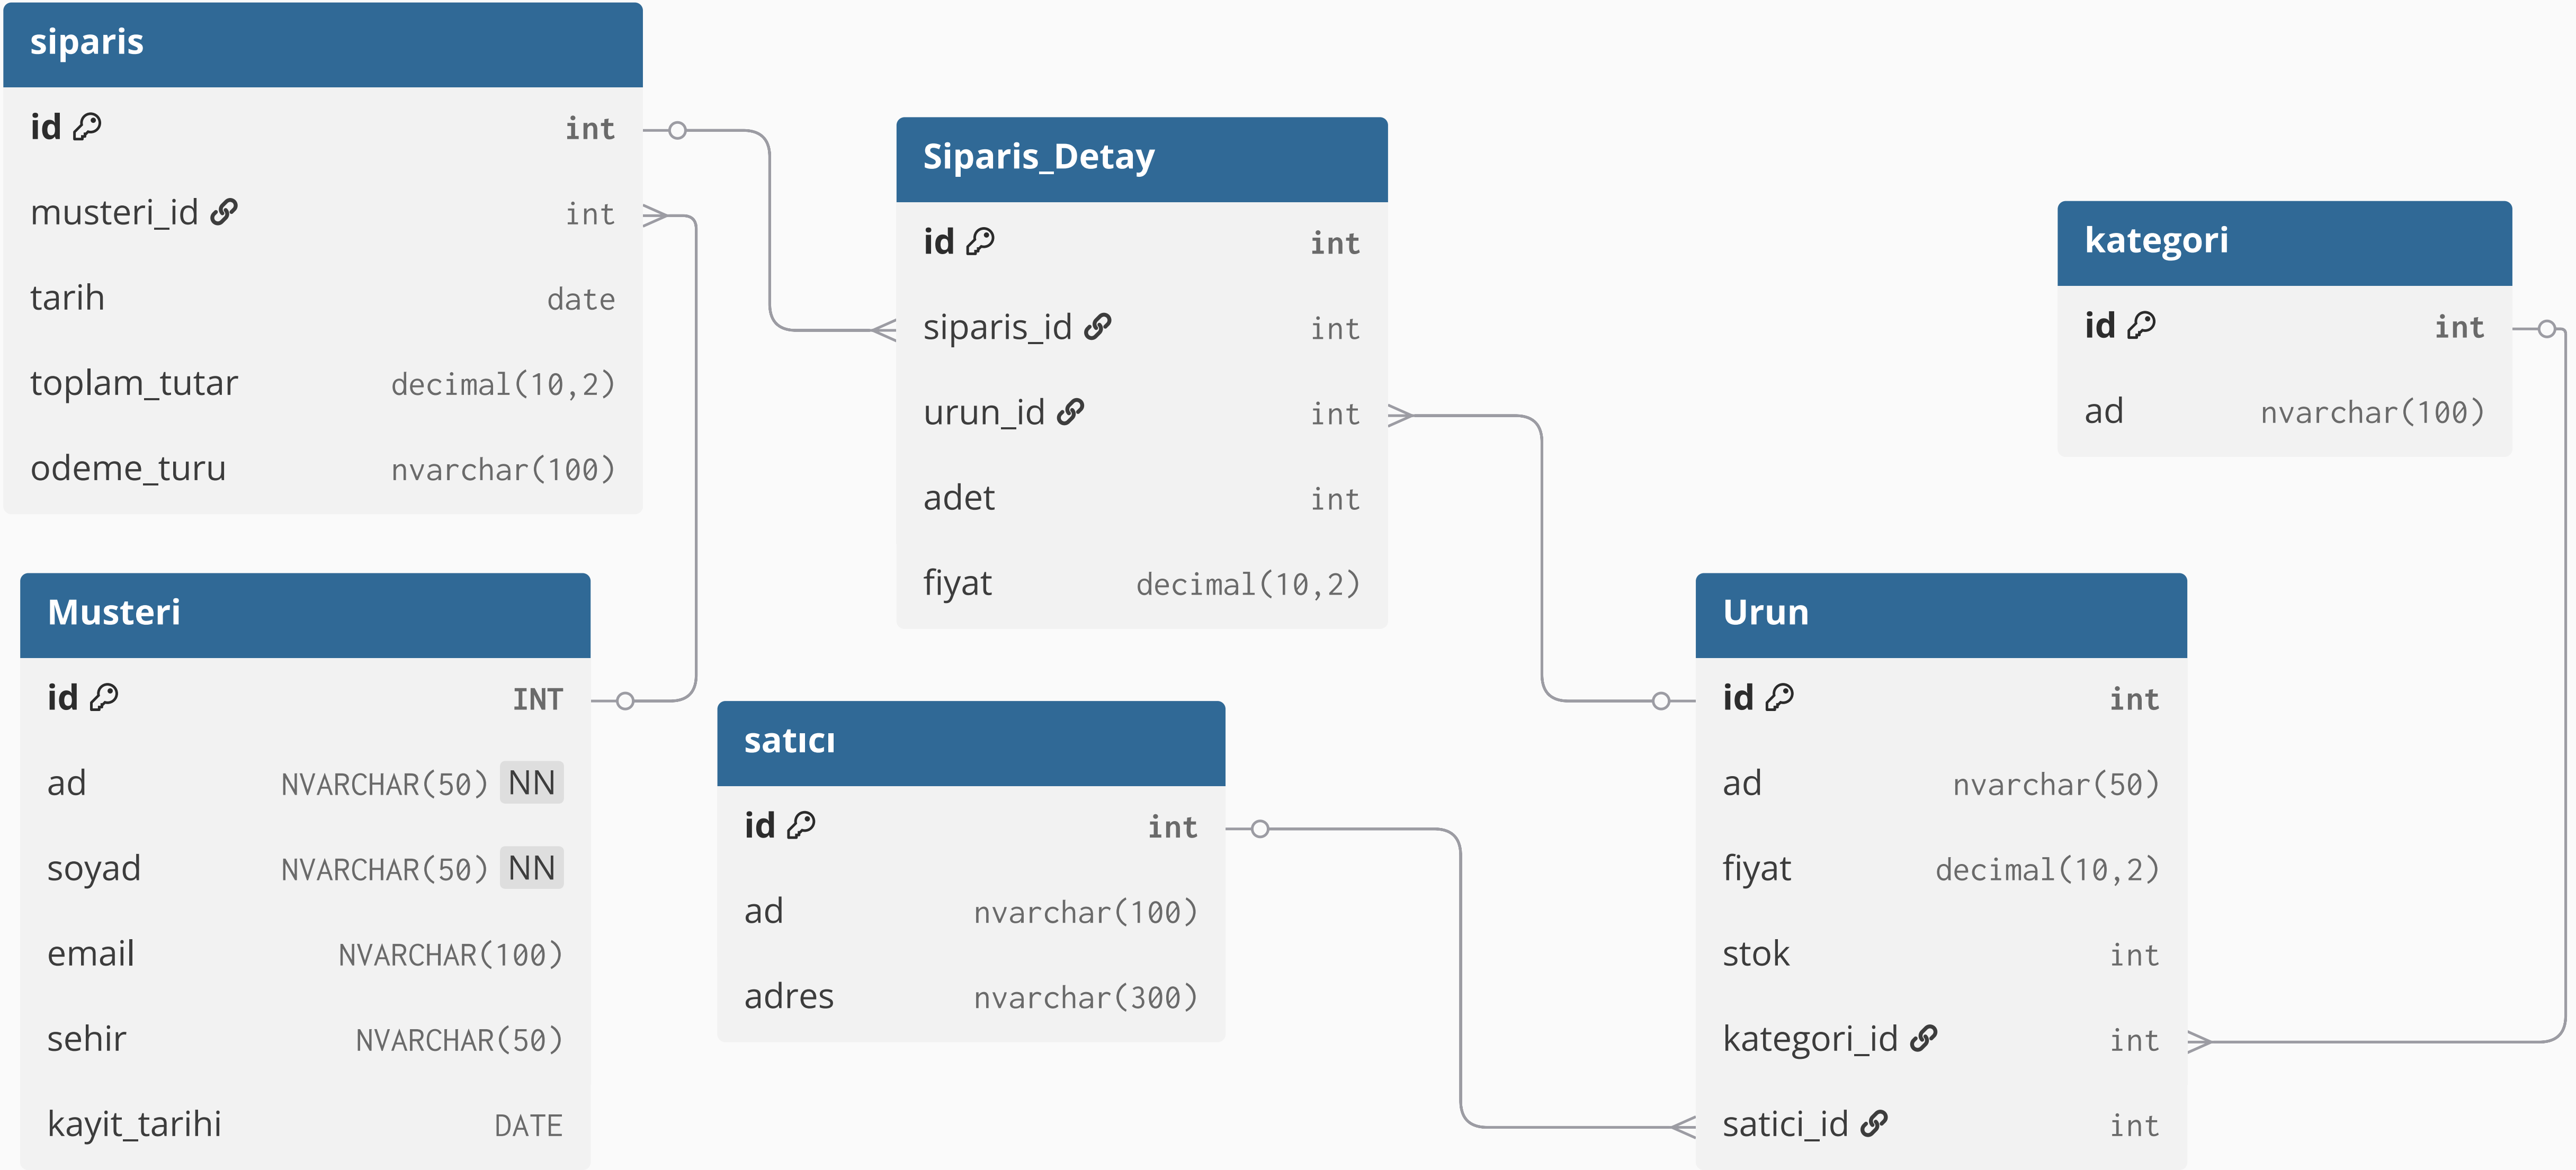 siparis
id int
musteri_id int
tarih date
toplam_tutar decimal(10,2)
odeme_turu nvarchar(100)
Siparis_Detay
id int
siparis_id int
urun_id int
adet int
fiyat decimal(10,2)
kategori
id int
ad nvarchar(100)
Musteri
id INT
ad NVARCHAR(50) NN
soyad NVARCHAR(50) NN
email NVARCHAR(100)
sehir NVARCHAR(50)
kayit_tarihi DATE
satıcı
id int
ad nvarchar(100)
adres nvarchar(300)
Urun
id int
ad nvarchar(50)
fiyat decimal(10,2)
stok int
kategori_id int
satici_id int